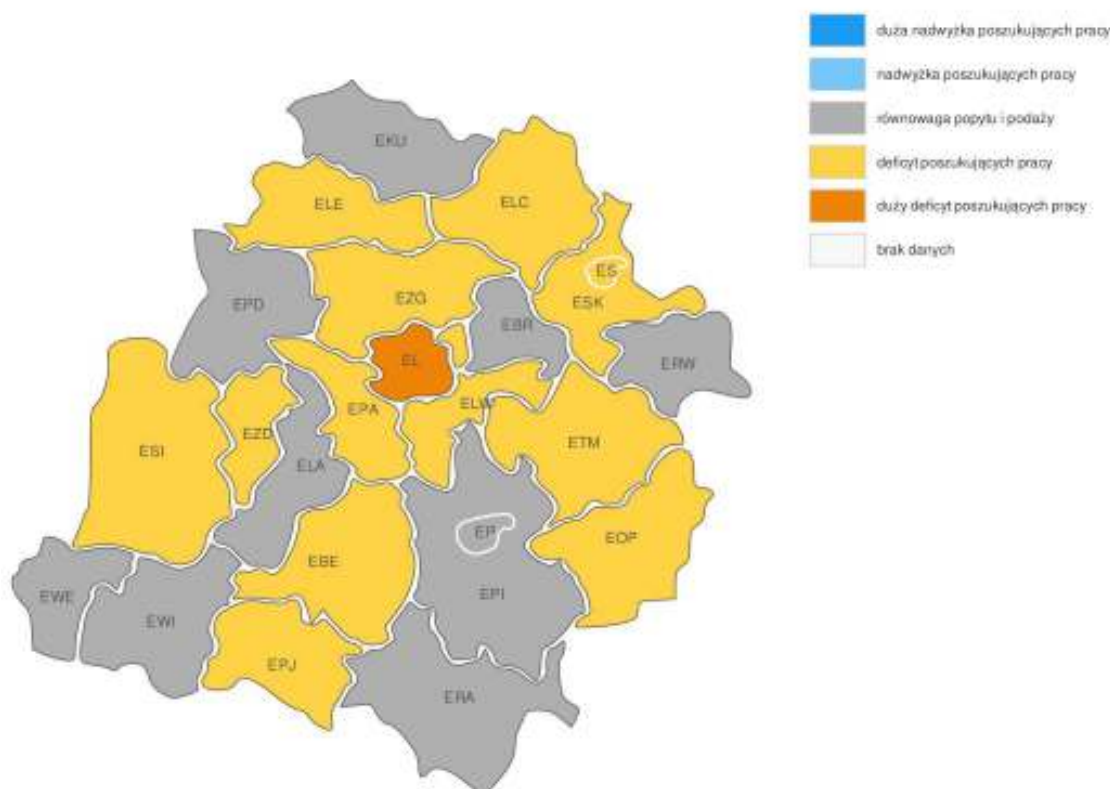 duża nadwyżka poszukujących pracy
nadwyżka poszukujących pracy
równowaga popytu i podaży
deficyt poszukujących pracy
duży deficyt poszukujących pracy
brak danych
EKU
ELE
ELC
ES
ESK
EPD
EZG
EBR
EL
ERW
EPA
ELW
EZD
ESI
ELA
ETM
EP
EOP
EBE
EPI
EWE
EWI
EPJ
ERA